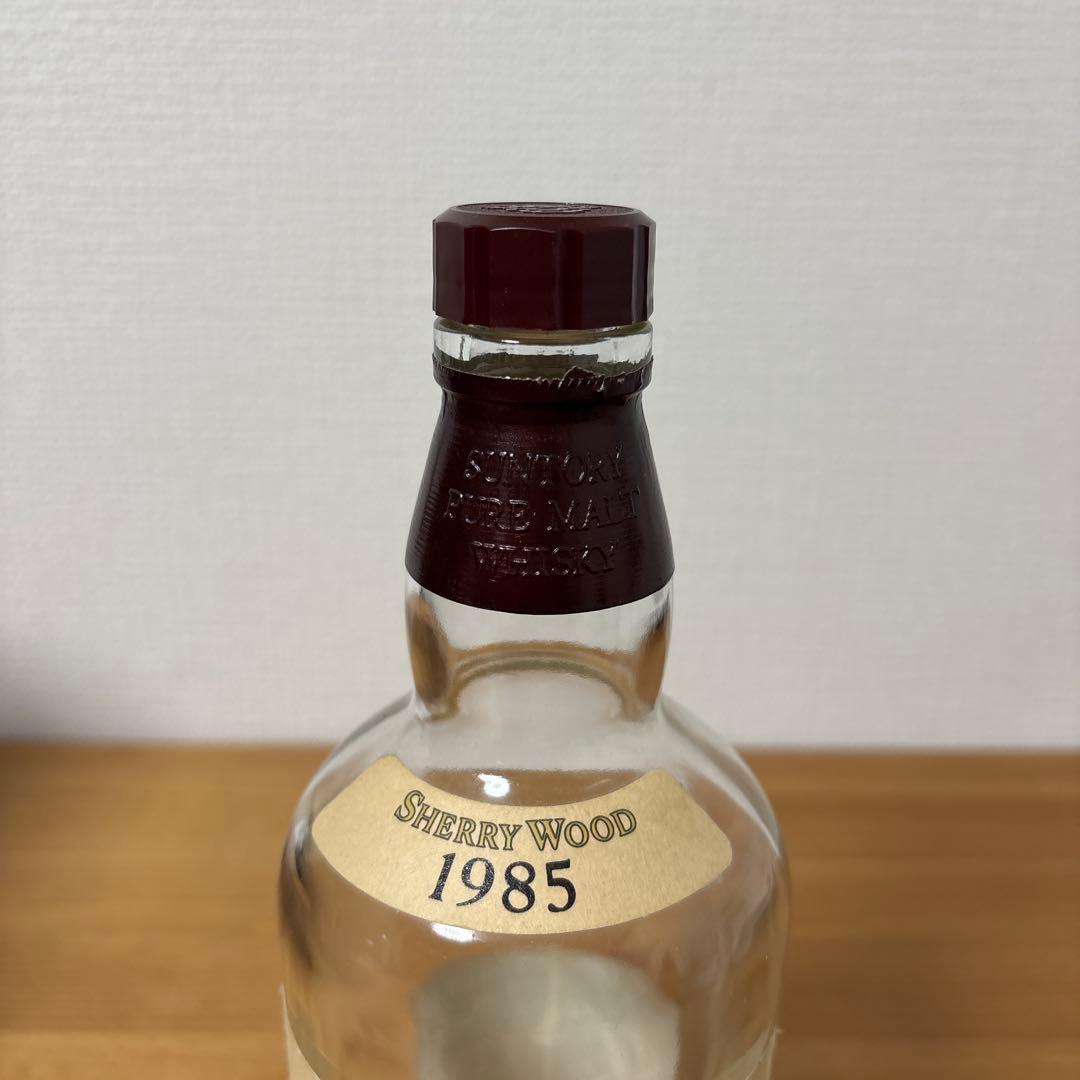 SUNTORY
PURE MALT
WHISKY
SHERRY WOOD
1985